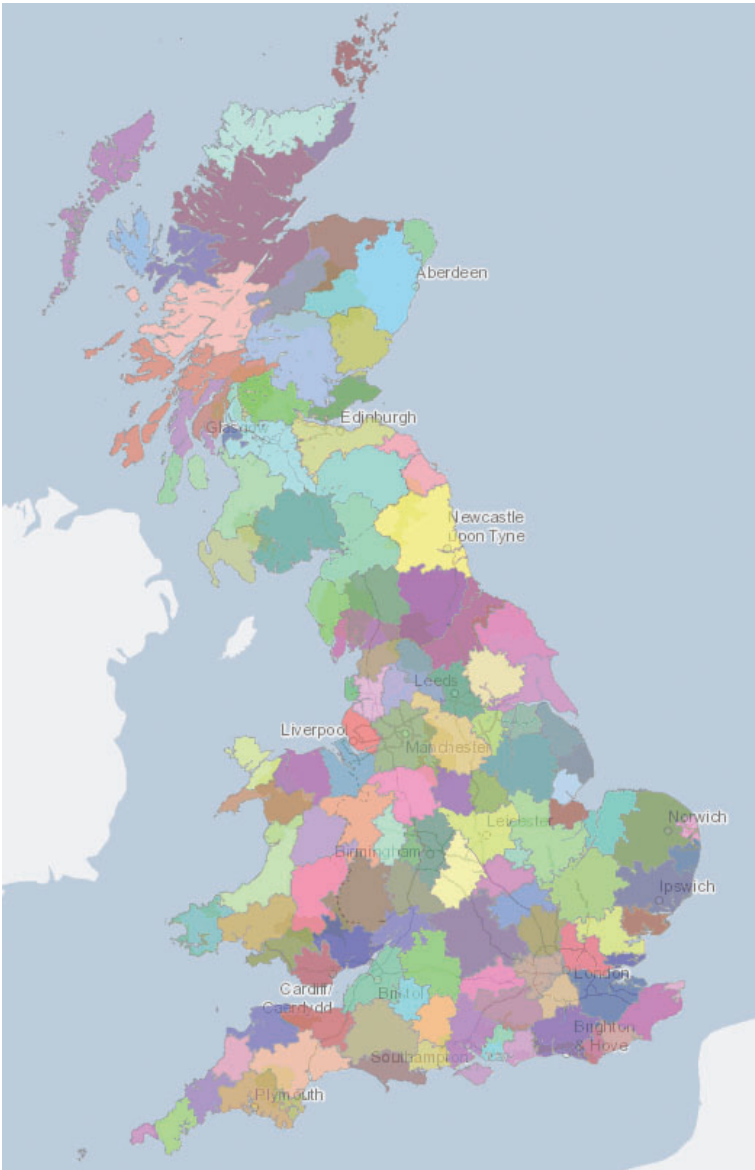 Aberdeen
Edinburgh
Glasgow
Newcastle
upon Tyne
Leeds
Liverpool
Manchester
Norwich
Leicester
Birmingham
Ipswich
London
Cardiff/
Caerdydd
Bristol
Brighton
& Hove
Southampton
Plymouth